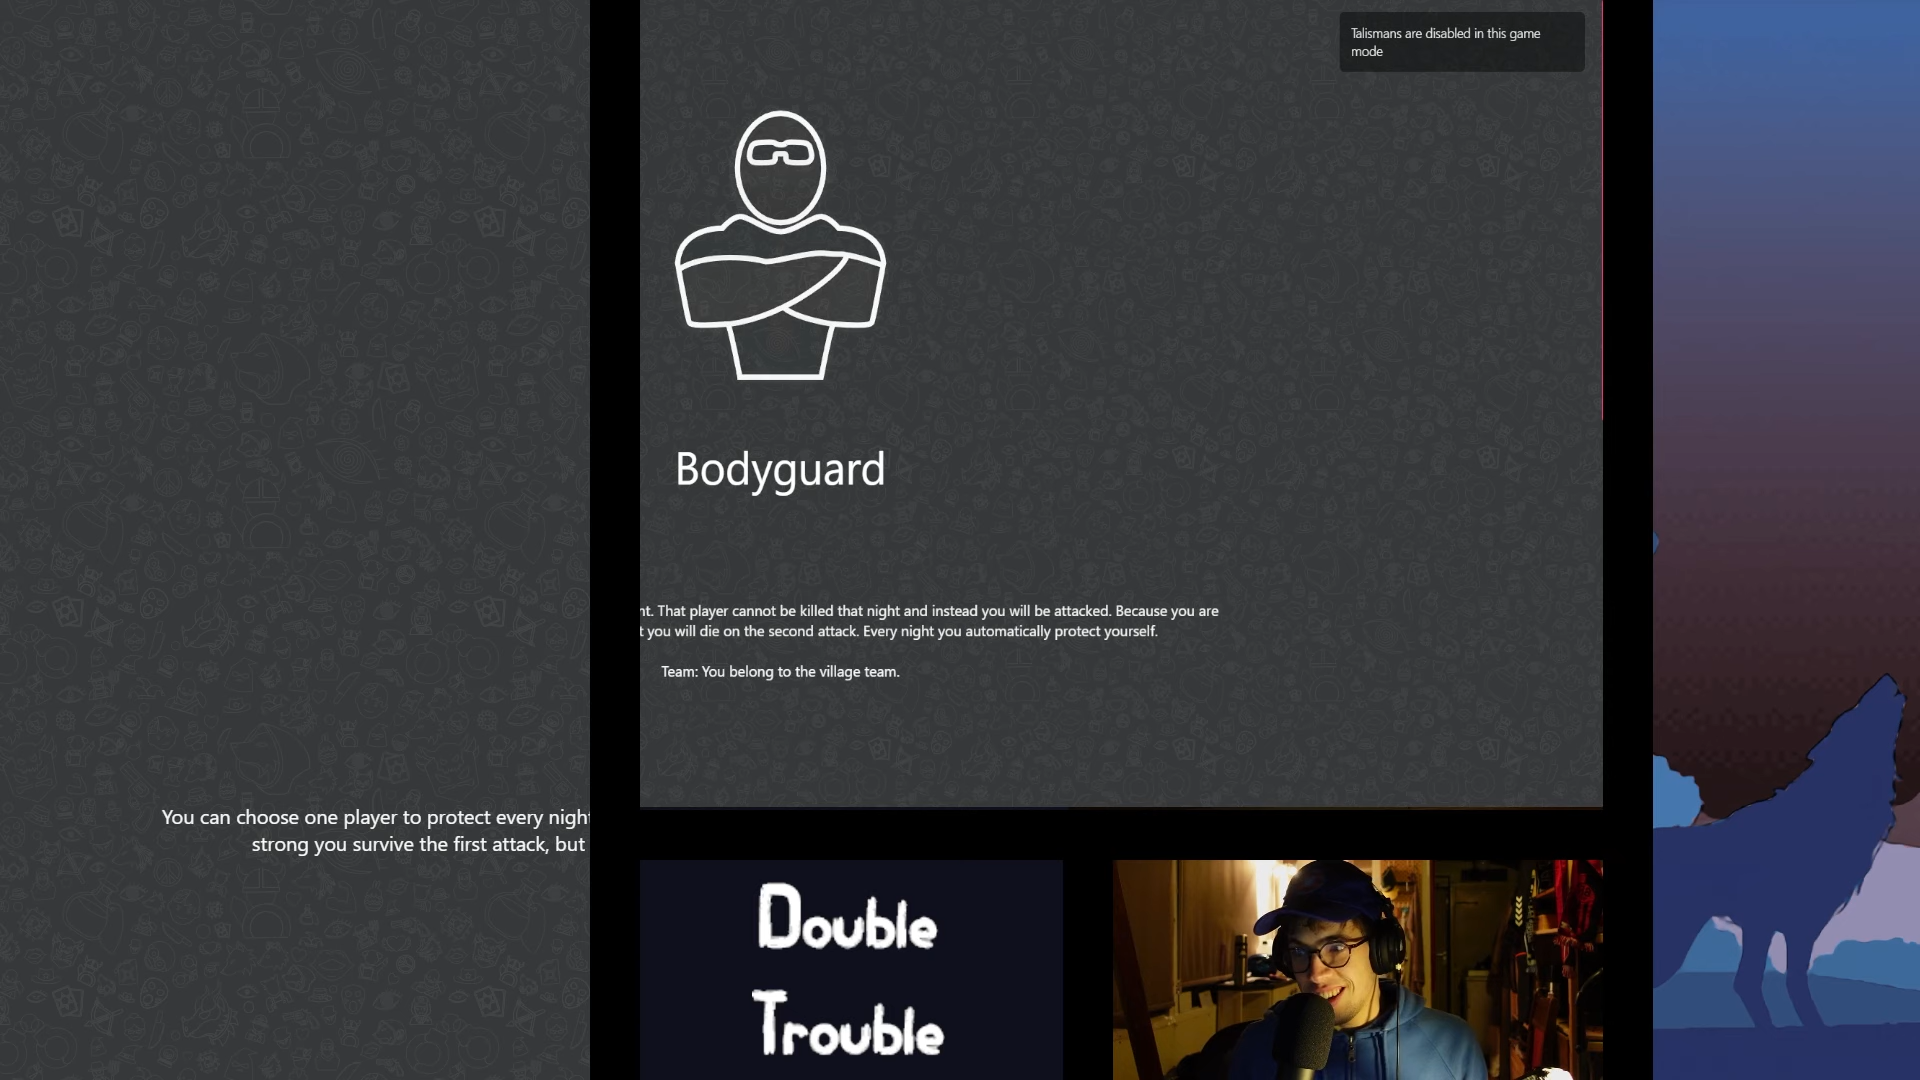 Talismans are disabled in this game
mode
Bodyguard
nt. That player cannot be killed that night and instead you will be attacked. Because you are
t you will die on the second attack. Every night you automatically protect yourself.
Team: You belong to the village team.
You can choose one player to protect every night
strong you survive the first attack, but
Double
Trouble